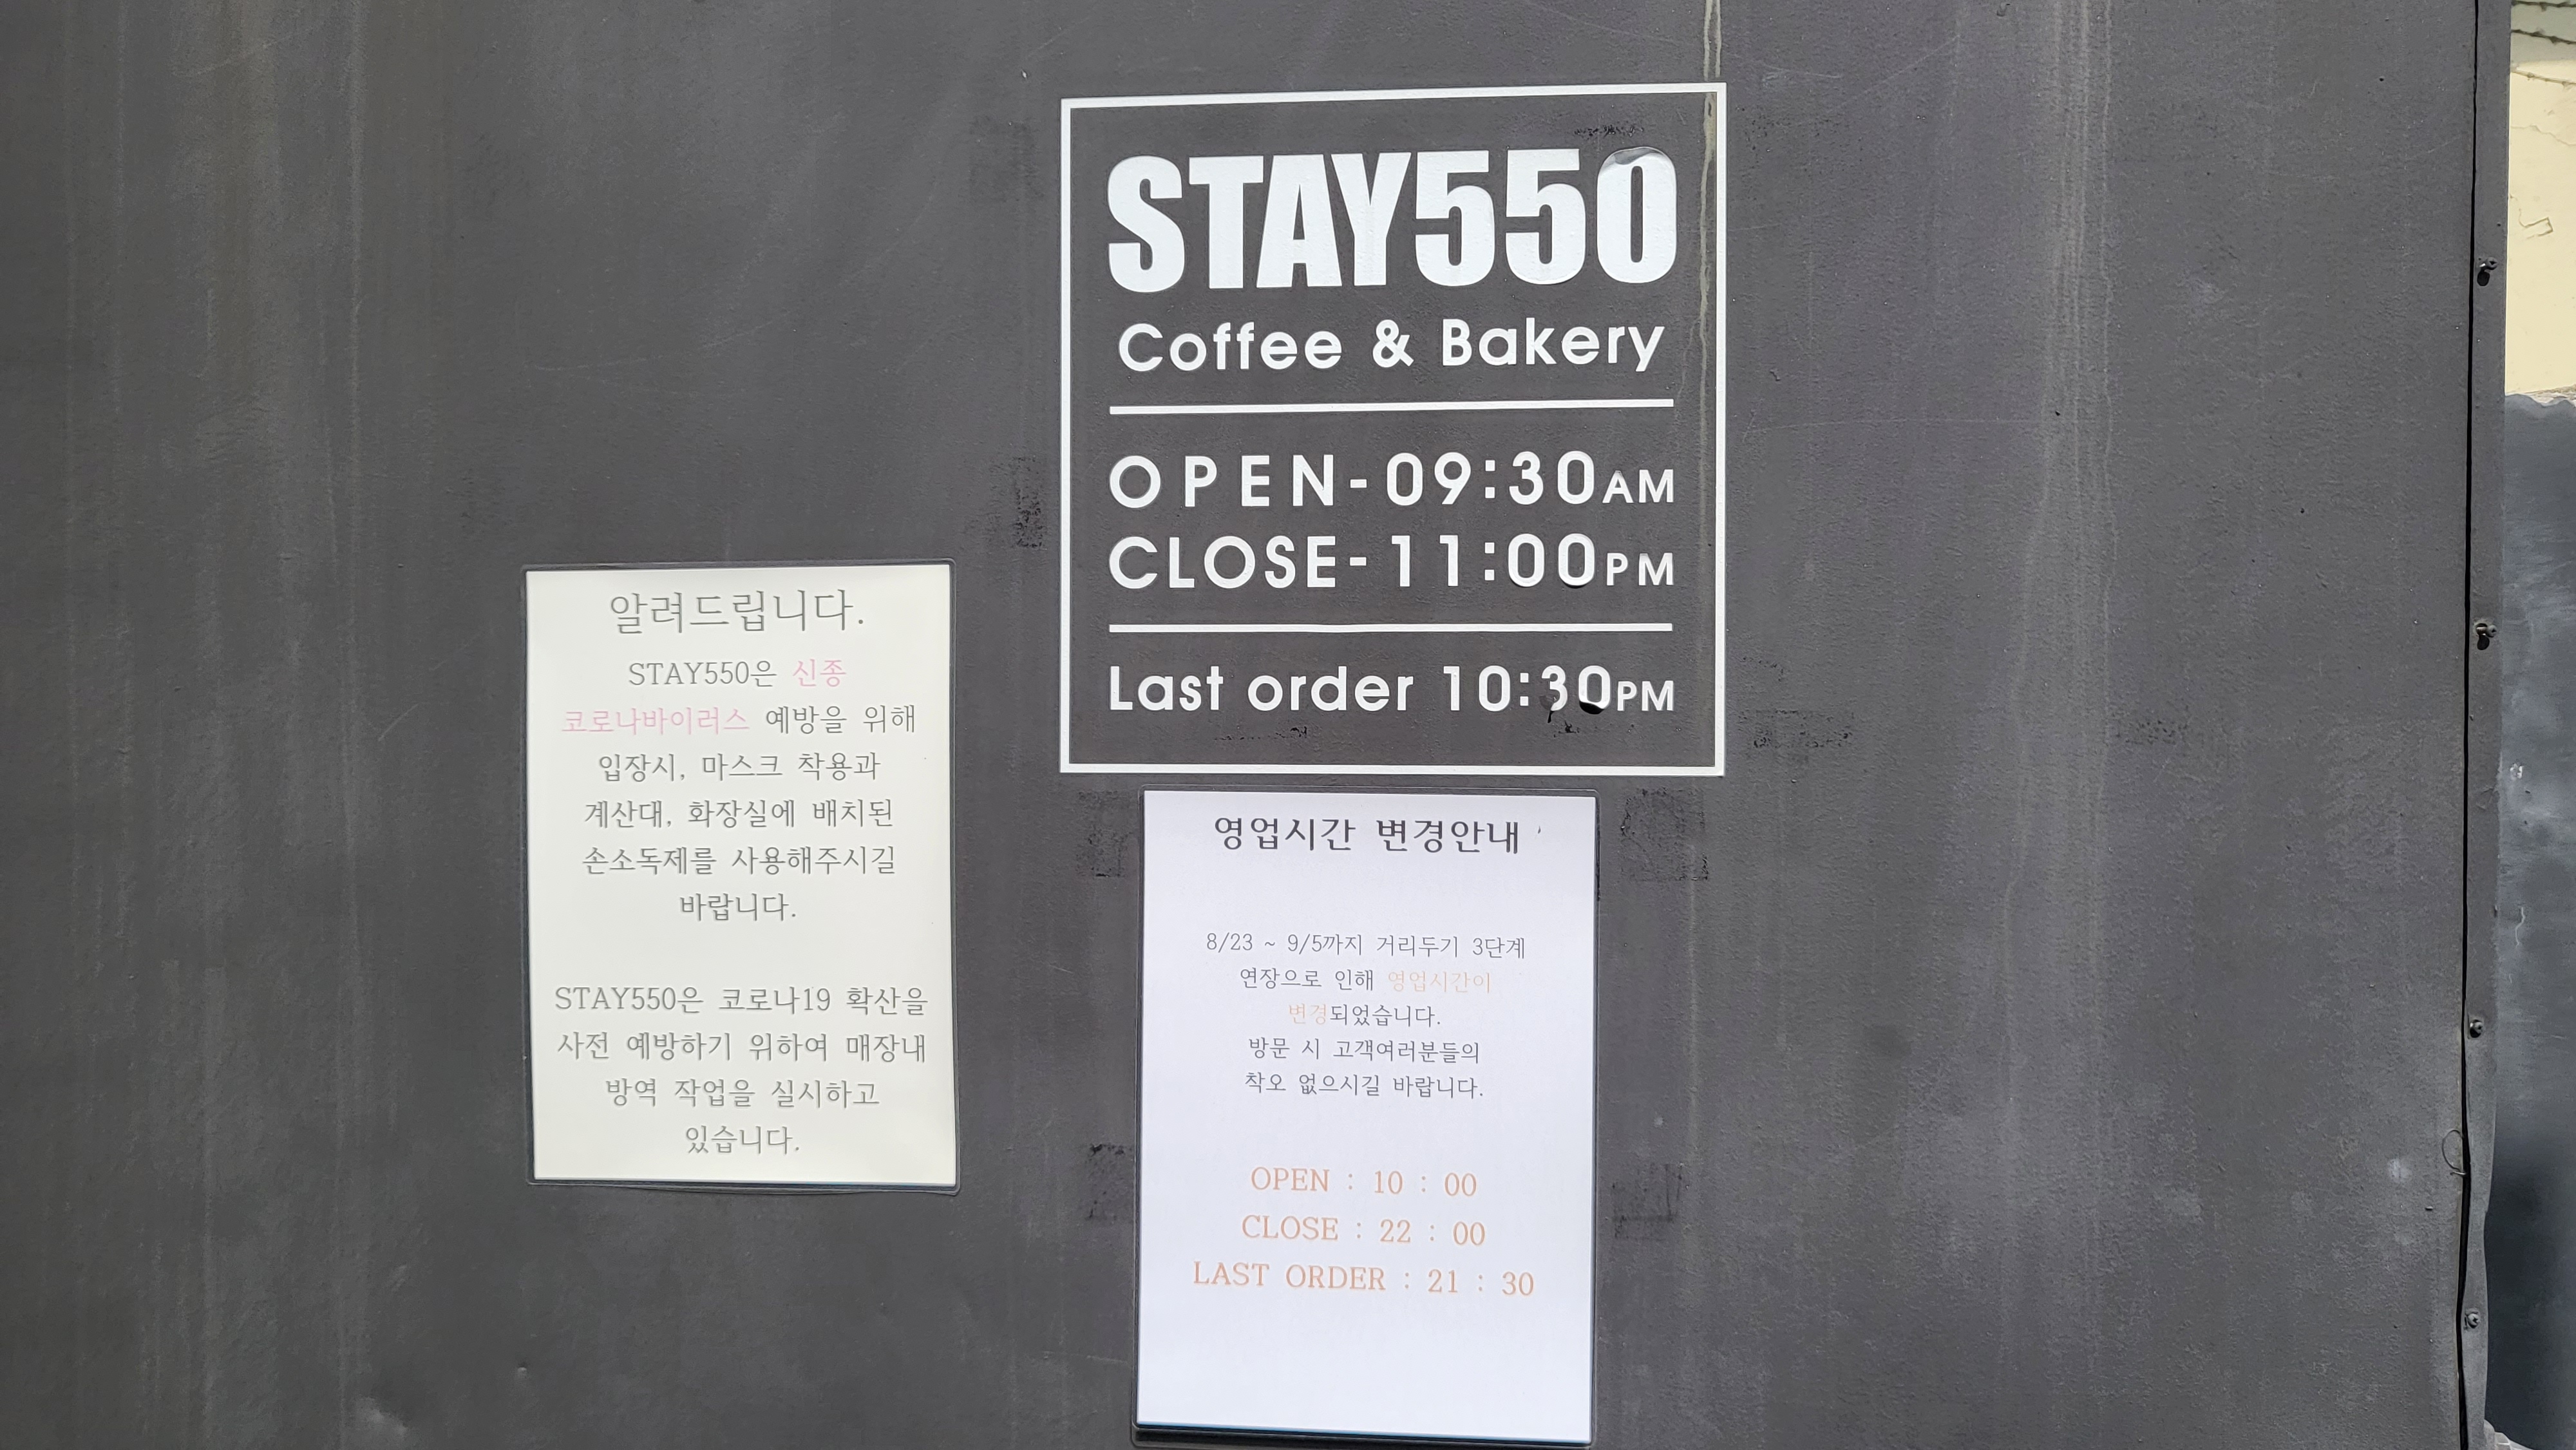 STAY550
Coffee & Bakery
OPEN-09:30AM
CLOSE-11:00PM
Last order 10:30PM
알려드립니다.
STAY550은 신종
코로나바이러스 예방을 위해
입장시, 마스크 착용과
계산대, 화장실에 배치된
손소독제를 사용해주시길
바랍니다.
STAY550은 코로나19 확산을
사전 예방하기 위하여 매장내
방역 작업을 실시하고
있습니다.
영업시간 변경안내
8/23 ~ 9/5까지 거리두기 3단계
연장으로 인해 영업시간이
변경되었습니다.
방문 시 고객여러분들의
착오 없으시길 바랍니다.
OPEN : 10 : 00
CLOSE : 22 : 00
LAST ORDER : 21 : 30